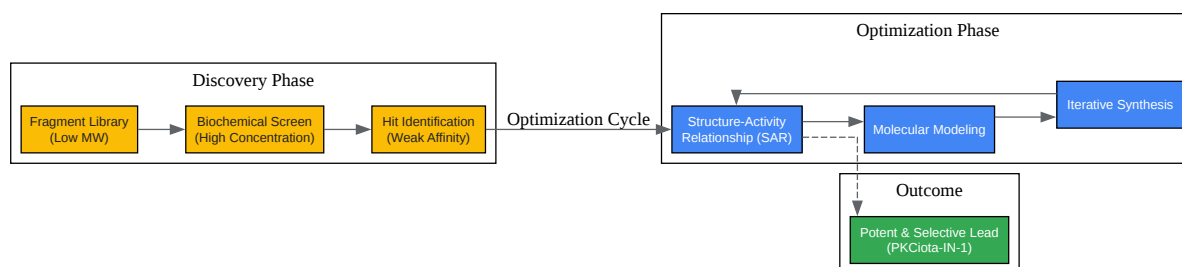 Discovery Phase
Fragment Library
(Low MW)
Biochemical Screen
(High Concentration)
Hit Identification
(Weak Affinity)
Optimization Cycle
Optimization Phase
Structure-Activity
Relationship (SAR)
Molecular Modeling
Iterative Synthesis
Outcome
Potent & Selective Lead
(PKCiota-IN-1)